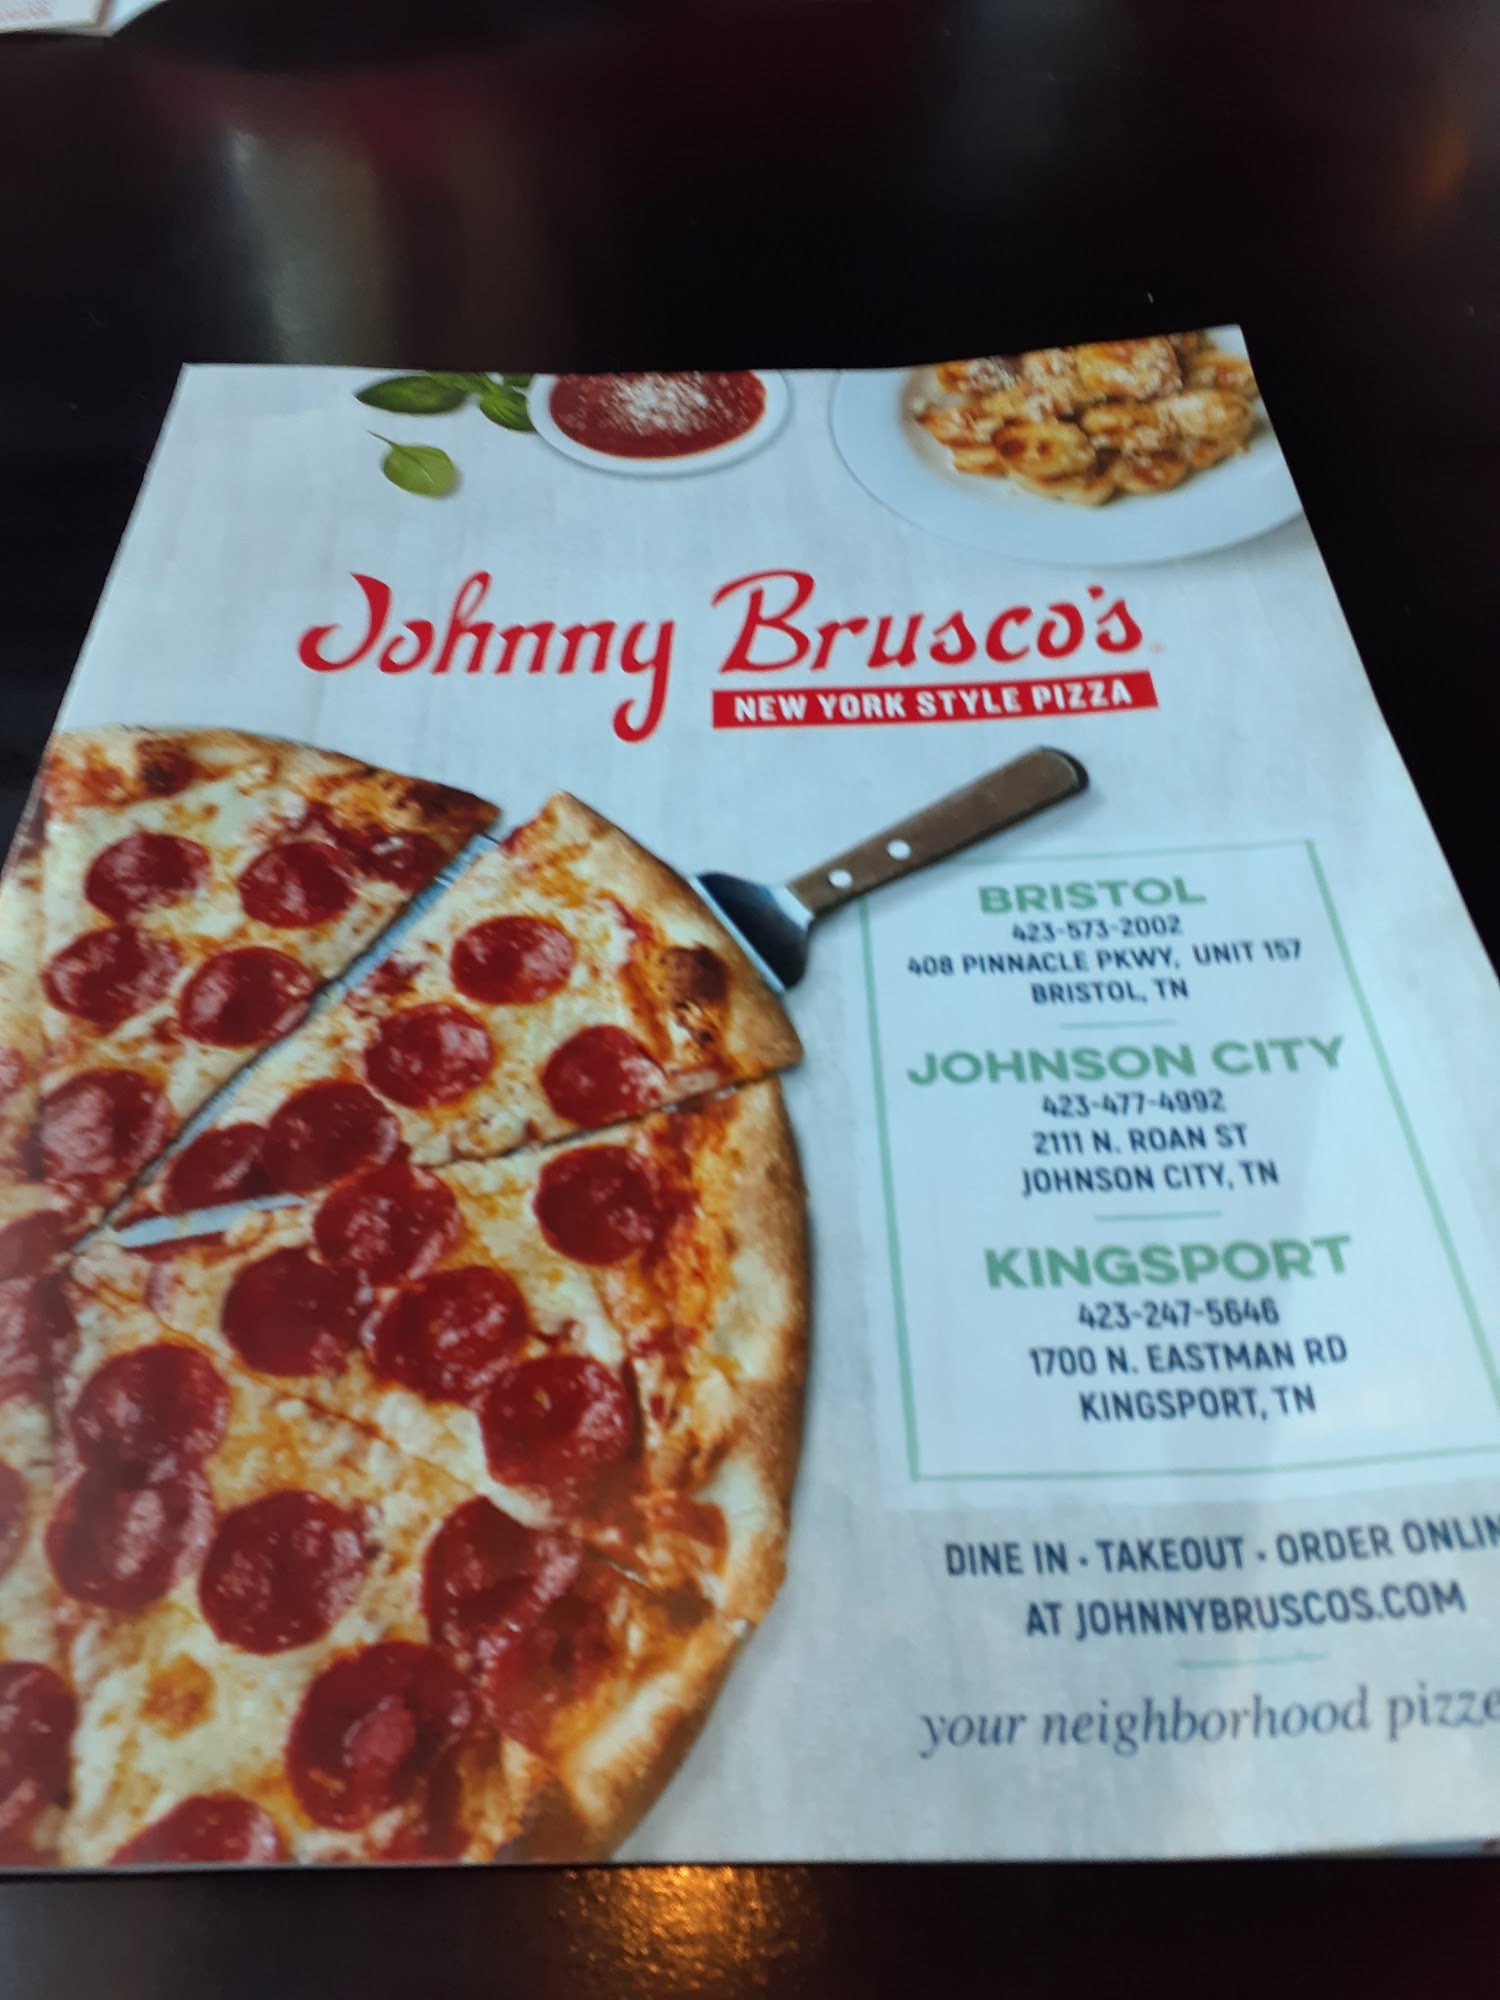 Johnny Brusco's
NEW YORK STYLE PIZZA
BRISTOL
423-573-2002
408 PINNACLE PKWY, UNIT 157
BRISTOL, TN
JOHNSON CITY
423-477-4992
2111 N. ROAN ST
JOHNSON CITY, TN
KINGSPORT
423-247-5646
1700 N. EASTMAN RD
KINGSPORT, TN
DINE IN · TAKEOUT · ORDER ONLIN
AT JOHNNYBRUSCOS.COM
your neighborhood pizze